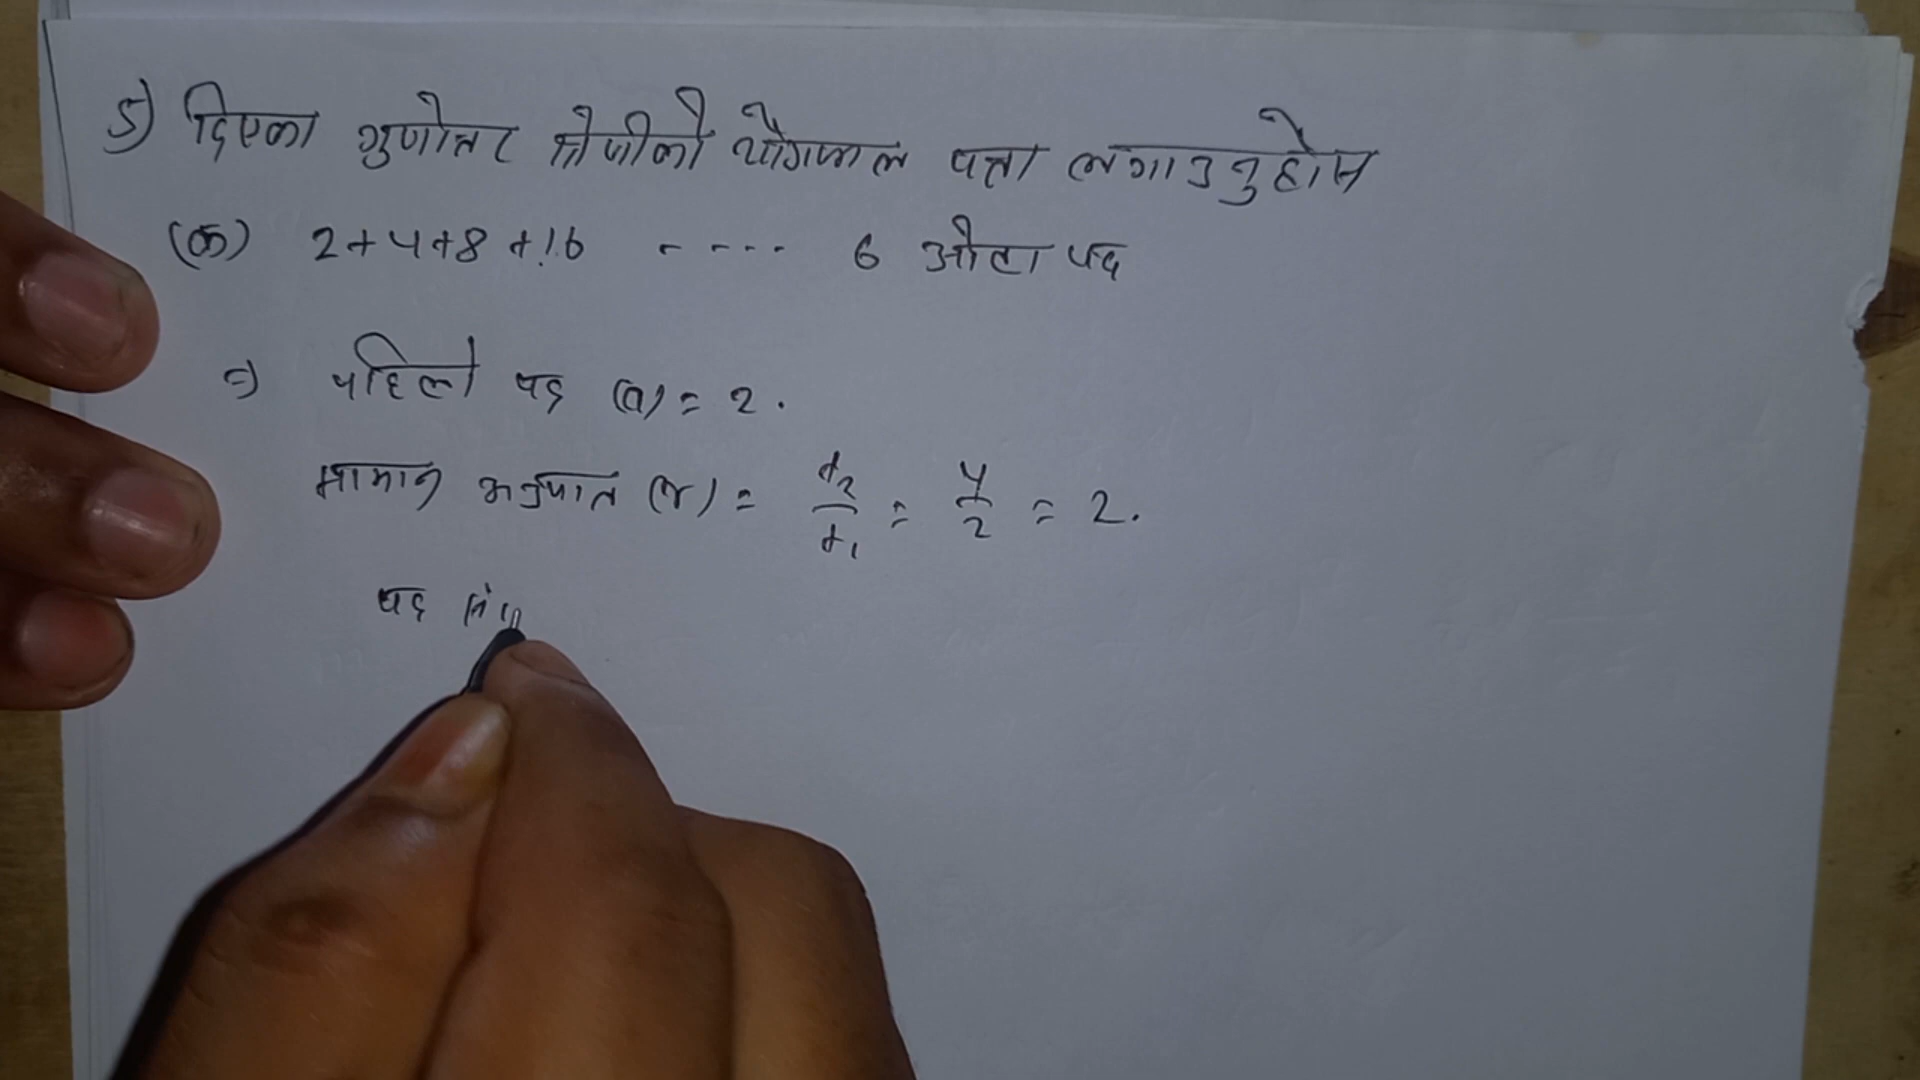 5) दिएका गुणोत्तर श्रेणीको योगफल पत्ता लगाउनुहोस
(क) 2+4+8+16 ---- 6 ओटा पद
=) पहिलो पद (a) = 2.
सामान अनुपात (r) = t₂/t₁ = 4/2 = 2.
पद